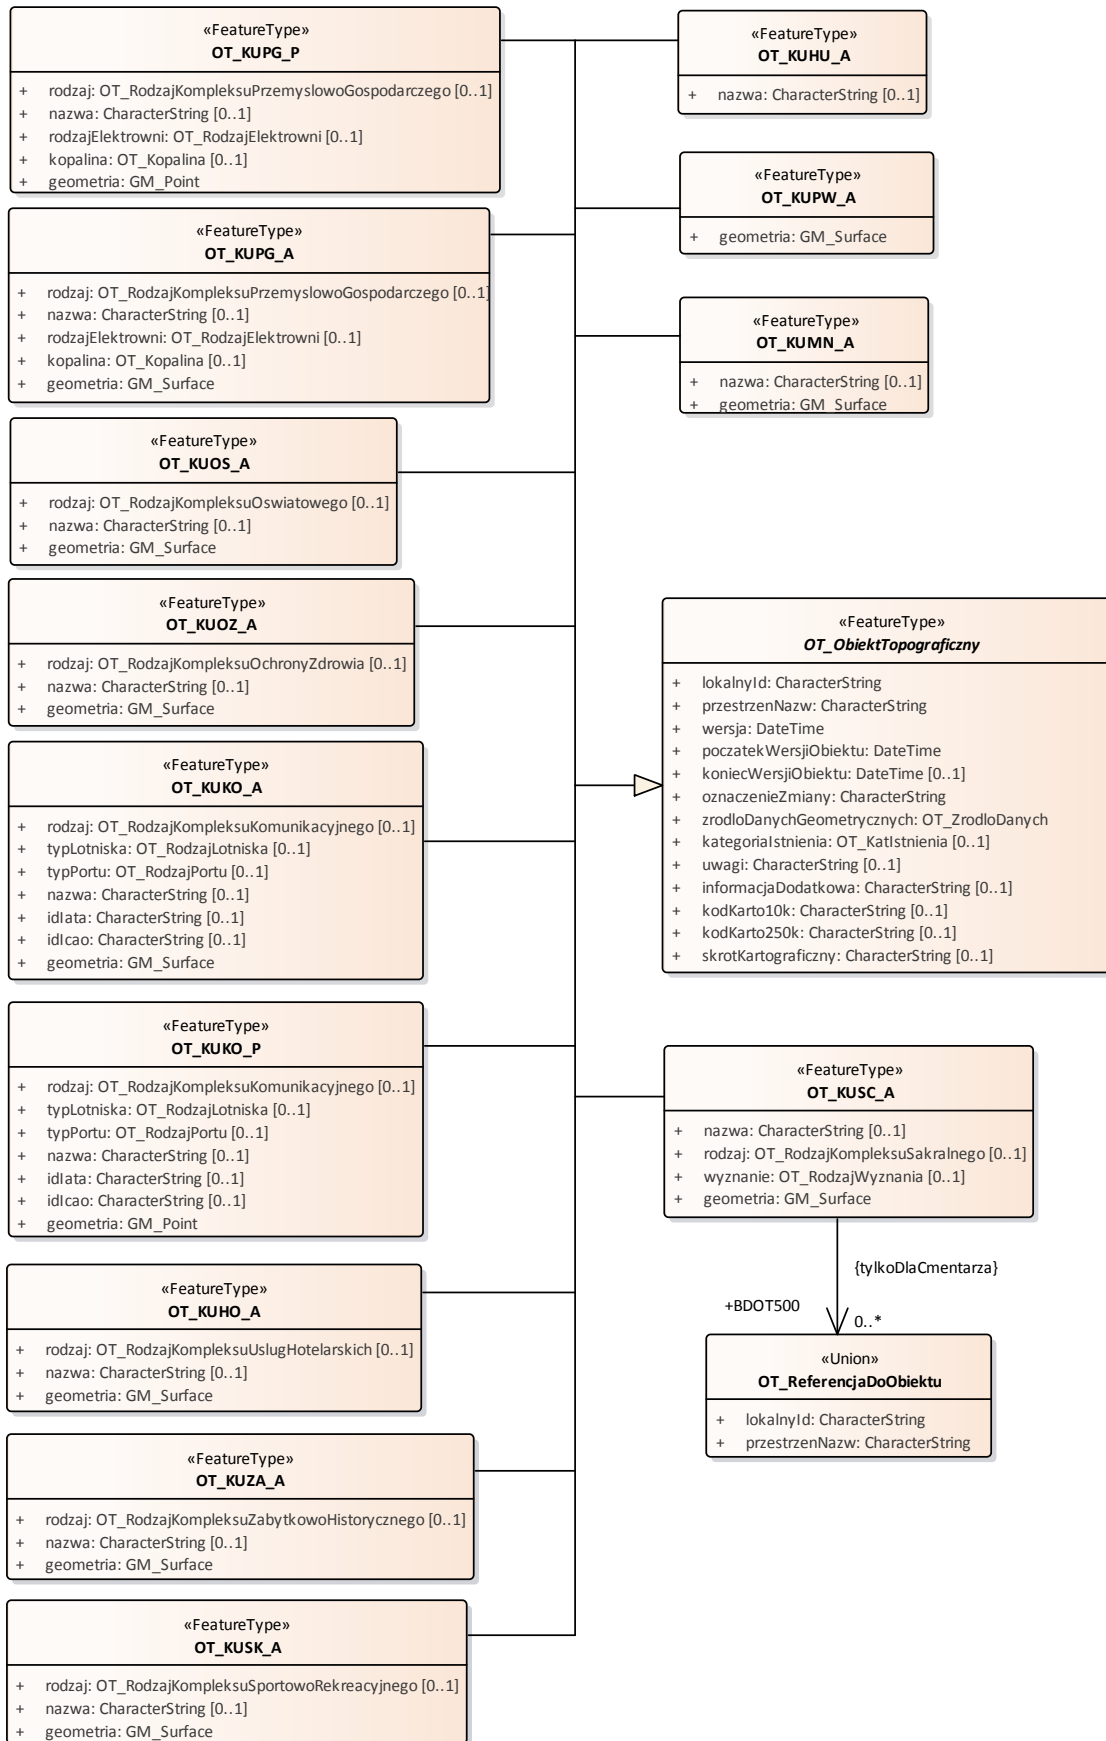 «FeatureType»
OT_KUPG_P
+ rodzaj: OT_RodzajKompleksuPrzemyslowoGospodarczego [0..1]
+ nazwa: CharacterString [0..1]
+ rodzajElektrowni: OT_RodzajElektrowni [0..1]
+ kopalina: OT_Kopalina [0..1]
+ geometria: GM_Point
«FeatureType»
OT_KUPG_A
+ rodzaj: OT_RodzajKompleksuPrzemyslowoGospodarczego [0..1]
+ nazwa: CharacterString [0..1]
+ rodzajElektrowni: OT_RodzajElektrowni [0..1]
+ kopalina: OT_Kopalina [0..1]
+ geometria: GM_Surface
«FeatureType»
OT_KUOS_A
+ rodzaj: OT_RodzajKompleksuOswiatowego [0..1]
+ nazwa: CharacterString [0..1]
+ geometria: GM_Surface
«FeatureType»
OT_KUOZ_A
+ rodzaj: OT_RodzajKompleksuOchronyZdrowia [0..1]
+ nazwa: CharacterString [0..1]
+ geometria: GM_Surface
«FeatureType»
OT_KUKO_A
+ rodzaj: OT_RodzajKompleksuKomunikacyjnego [0..1]
+ typLotniska: OT_RodzajLotniska [0..1]
+ typPortu: OT_RodzajPortu [0..1]
+ nazwa: CharacterString [0..1]
+ idIata: CharacterString [0..1]
+ idIcao: CharacterString [0..1]
+ geometria: GM_Surface
«FeatureType»
OT_KUKO_P
+ rodzaj: OT_RodzajKompleksuKomunikacyjnego [0..1]
+ typLotniska: OT_RodzajLotniska [0..1]
+ typPortu: OT_RodzajPortu [0..1]
+ nazwa: CharacterString [0..1]
+ idIata: CharacterString [0..1]
+ idIcao: CharacterString [0..1]
+ geometria: GM_Point
«FeatureType»
OT_KUHO_A
+ rodzaj: OT_RodzajKompleksuUslugHotelarskich [0..1]
+ nazwa: CharacterString [0..1]
+ geometria: GM_Surface
«FeatureType»
OT_KUZA_A
+ rodzaj: OT_RodzajKompleksuZabytkowoHistorycznego [0..1]
+ nazwa: CharacterString [0..1]
+ geometria: GM_Surface
«FeatureType»
OT_KUSK_A
+ rodzaj: OT_RodzajKompleksuSportowoRekreacyjnego [0..1]
+ nazwa: CharacterString [0..1]
+ geometria: GM_Surface
«FeatureType»
OT_KUHU_A
+ nazwa: CharacterString [0..1]
«FeatureType»
OT_KUPW_A
+ geometria: GM_Surface
«FeatureType»
OT_KUMN_A
+ nazwa: CharacterString [0..1]
+ geometria: GM_Surface
«FeatureType»
OT_ObiektTopograficzny
+ lokalnyId: CharacterString
+ przestrzenNazw: CharacterString
+ wersja: DateTime
+ poczatekWersjiObiektu: DateTime
+ koniecWersjiObiektu: DateTime [0..1]
+ oznaczenieZmiany: CharacterString
+ zrodloDanychGeometrycznych: OT_ZrodloDanych
+ kategoriaIstnienia: OT_KatIstnienia [0..1]
+ uwagi: CharacterString [0..1]
+ informacjaDodatkowa: CharacterString [0..1]
+ kodKarto10k: CharacterString [0..1]
+ kodKarto250k: CharacterString [0..1]
+ skrotKartograficzny: CharacterString [0..1]
«FeatureType»
OT_KUSC_A
+ nazwa: CharacterString [0..1]
+ rodzaj: OT_RodzajKompleksuSakralnego [0..1]
+ wyznanie: OT_RodzajWyznania [0..1]
+ geometria: GM_Surface
{tylkoDlaCmentarza}
+BDOT500
0..*
«Union»
OT_ReferencjaDoObiektu
+ lokalnyId: CharacterString
+ przestrzenNazw: CharacterString